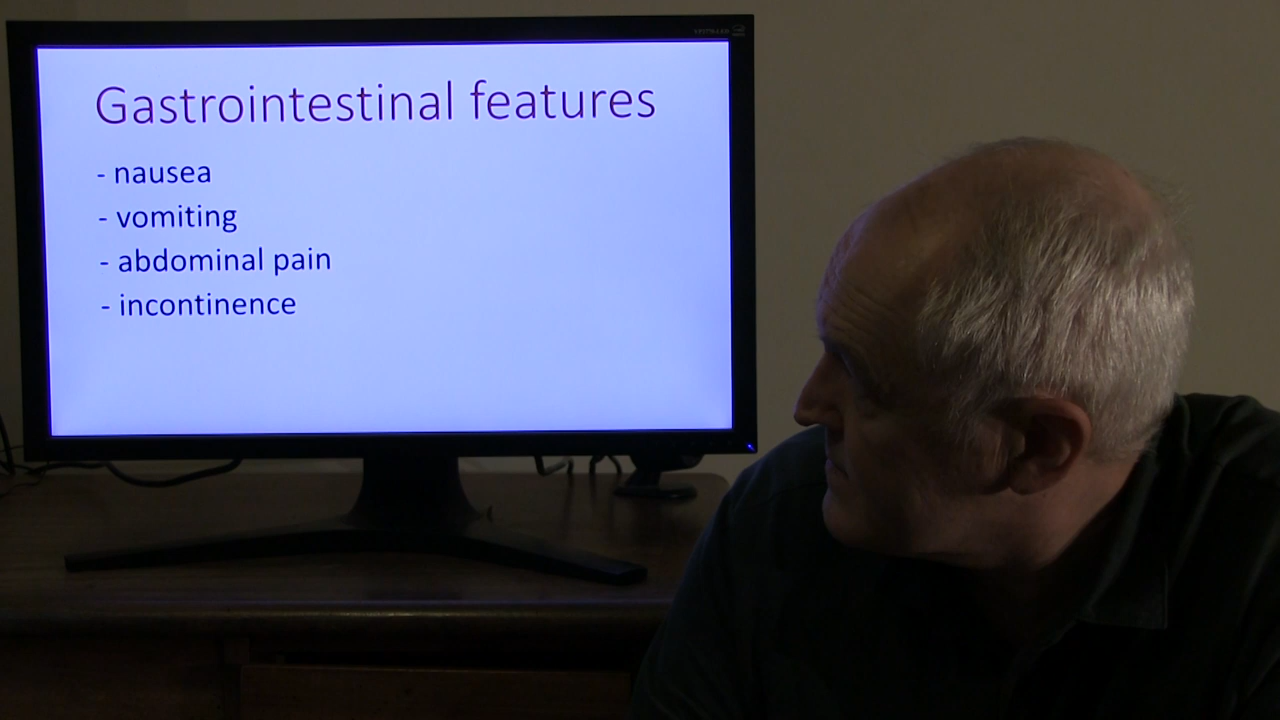 Gastrointestinal features
- nausea
- vomiting
- abdominal pain
- incontinence